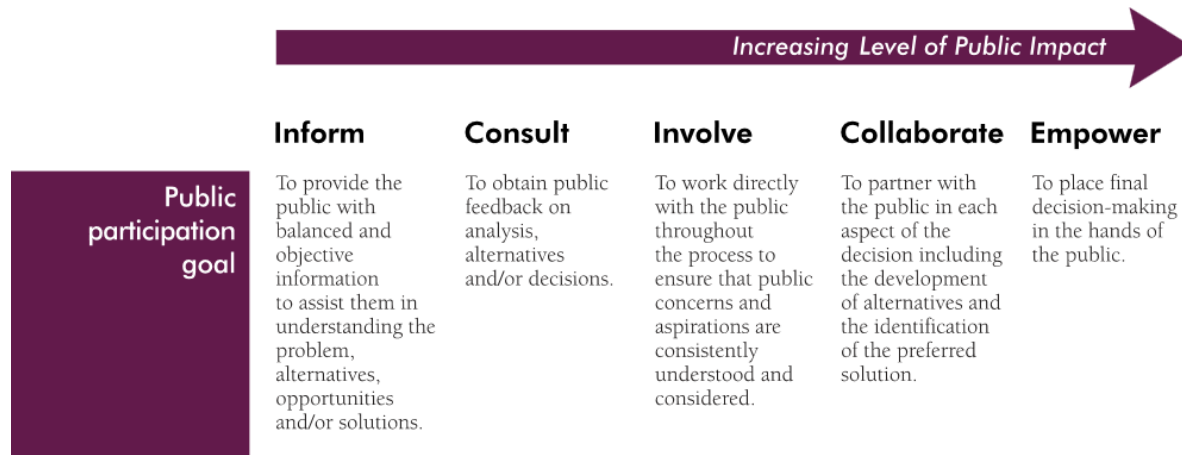 Increasing Level of Public Impact
Inform
Consult
Involve
Collaborate
Empower
Public
participation
goal
To provide the
public with
balanced and
objective
information
to assist them in
understanding the
problem,
alternatives,
opportunities
and/or solutions.
To obtain public
feedback on
analysis,
alternatives
and/or decisions.
To work directly
with the public
throughout
the process to
ensure that public
concerns and
aspirations are
consistently
understood and
considered.
To partner with
the public in each
aspect of the
decision including
the development
of alternatives and
the identification
of the preferred
solution.
To place final
decision-making
in the hands of
the public.